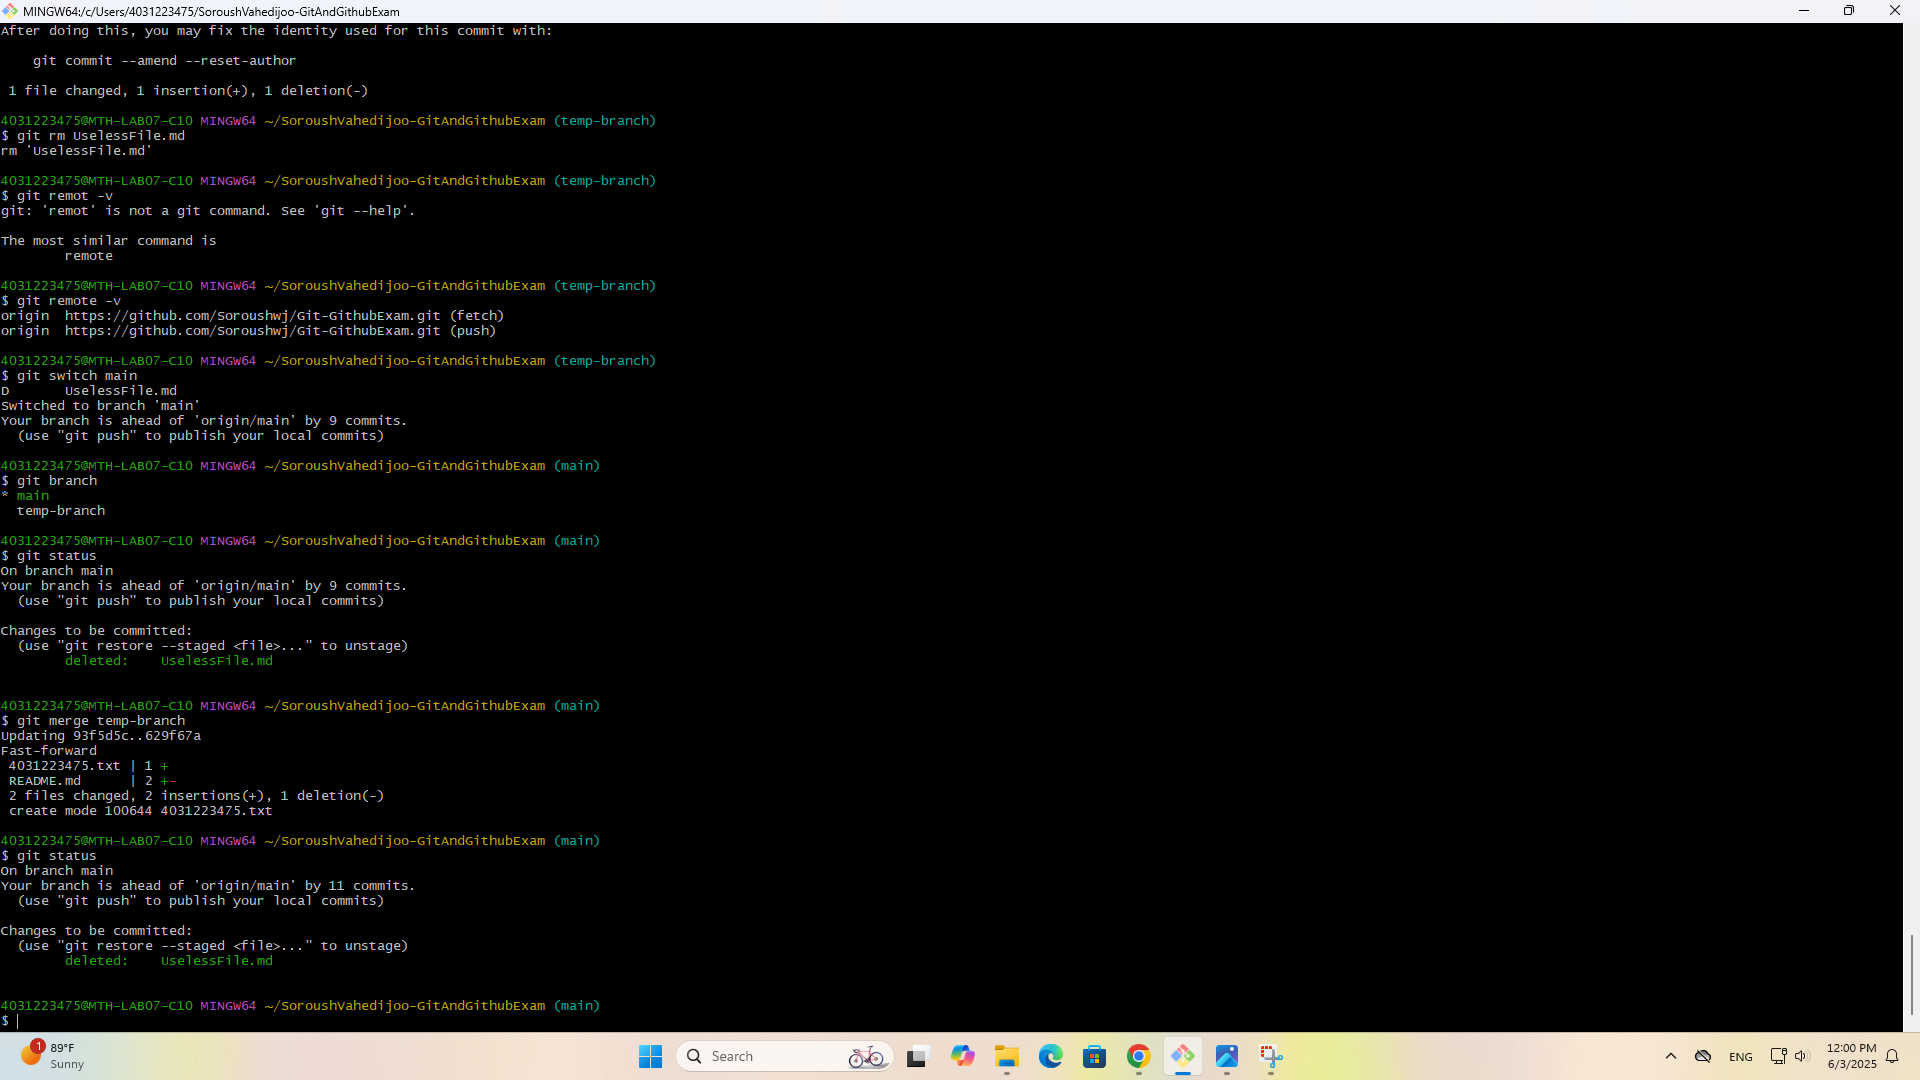 MINGW64:/c/Users/4031223475/SoroushVahedijoo-GitAndGithubExam
After doing this, you may fix the identity used for this commit with:
    git commit --amend --reset-author
 1 file changed, 1 insertion(+), 1 deletion(-)
4031223475@MTH-LAB07-C10 MINGW64 ~/SoroushVahedijoo-GitAndGithubExam (temp-branch)
$ git rm UselessFile.md
rm 'UselessFile.md'
4031223475@MTH-LAB07-C10 MINGW64 ~/SoroushVahedijoo-GitAndGithubExam (temp-branch)
$ git remot -v
git: 'remot' is not a git command. See 'git --help'.
The most similar command is
        remote
4031223475@MTH-LAB07-C10 MINGW64 ~/SoroushVahedijoo-GitAndGithubExam (temp-branch)
$ git remote -v
origin  https://github.com/Soroushwj/Git-GithubExam.git (fetch)
origin  https://github.com/Soroushwj/Git-GithubExam.git (push)
4031223475@MTH-LAB07-C10 MINGW64 ~/SoroushVahedijoo-GitAndGithubExam (temp-branch)
$ git switch main
D       UselessFile.md
Switched to branch 'main'
Your branch is ahead of 'origin/main' by 9 commits.
  (use "git push" to publish your local commits)
4031223475@MTH-LAB07-C10 MINGW64 ~/SoroushVahedijoo-GitAndGithubExam (main)
$ git branch
* main
  temp-branch
4031223475@MTH-LAB07-C10 MINGW64 ~/SoroushVahedijoo-GitAndGithubExam (main)
$ git status
On branch main
Your branch is ahead of 'origin/main' by 9 commits.
  (use "git push" to publish your local commits)
Changes to be committed:
  (use "git restore --staged <file>..." to unstage)
        deleted:    UselessFile.md
4031223475@MTH-LAB07-C10 MINGW64 ~/SoroushVahedijoo-GitAndGithubExam (main)
$ git merge temp-branch
Updating 93f5d5c..629f67a
Fast-forward
 4031223475.txt | 1 +
 README.md      | 2 +-
 2 files changed, 2 insertions(+), 1 deletion(-)
 create mode 100644 4031223475.txt
4031223475@MTH-LAB07-C10 MINGW64 ~/SoroushVahedijoo-GitAndGithubExam (main)
$ git status
On branch main
Your branch is ahead of 'origin/main' by 11 commits.
  (use "git push" to publish your local commits)
Changes to be committed:
  (use "git restore --staged <file>..." to unstage)
        deleted:    UselessFile.md
4031223475@MTH-LAB07-C10 MINGW64 ~/SoroushVahedijoo-GitAndGithubExam (main)
$
1
89°F
Sunny
Search
ENG
12:00 PM
6/3/2025